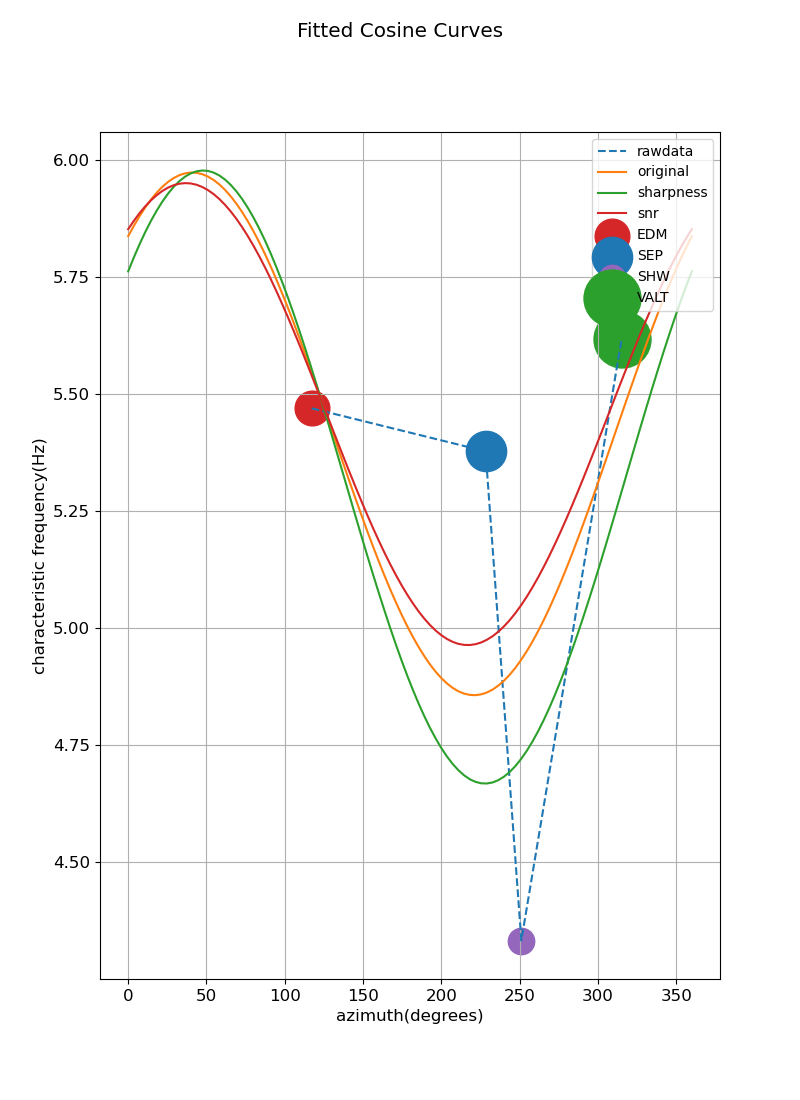 Fitted Cosine Curves
rawdata
original
sharpness
snr
EDM
SEP
SHW
VALT
6.00
5.75
5.50
5.25
5.00
4.75
4.50
characteristic frequency(Hz)
0 50 100 150 200 250 300 350
azimuth(degrees)